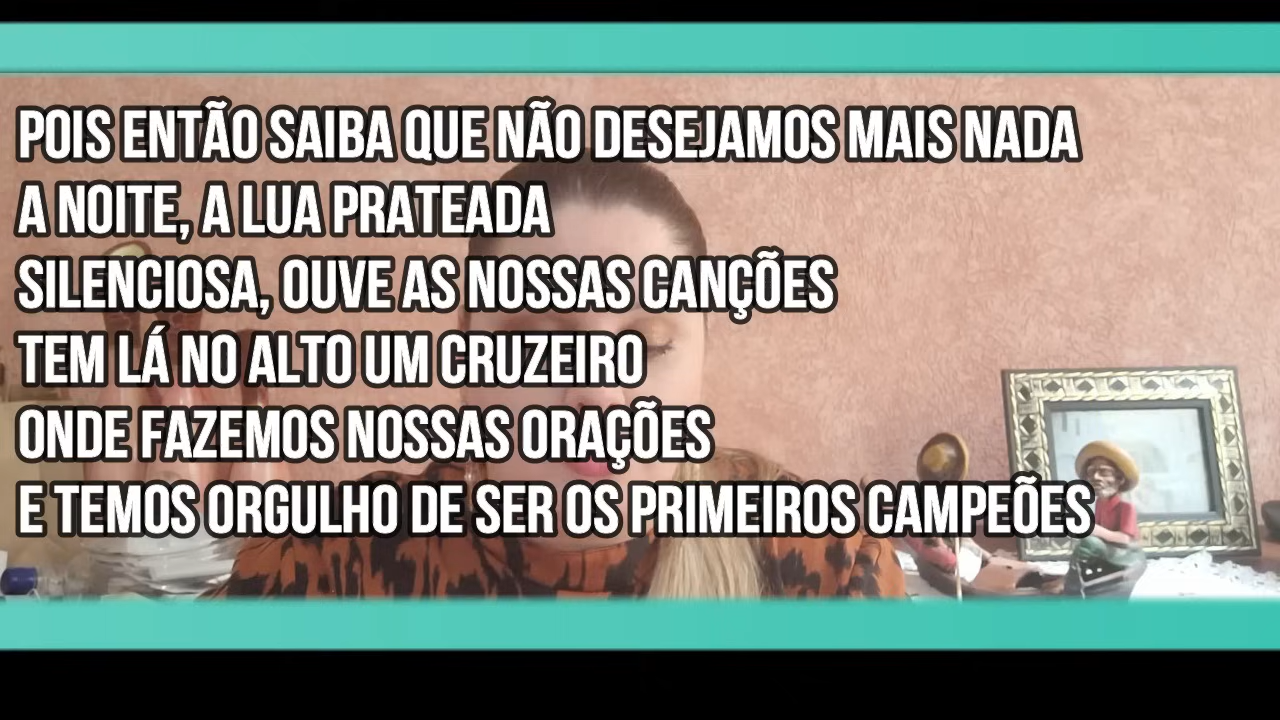 POIS ENTÃO SAIBA QUE NÃO DESEJAMOS MAIS NADA
A NOITE, A LUA PRATEADA
SILENCIOSA, OUVE AS NOSSAS CANÇÕES
TEM LÁ NO ALTO UM CRUZEIRO
ONDE FAZEMOS NOSSAS ORAÇÕES
E TEMOS ORGULHO DE SER OS PRIMEIROS CAMPEÕES